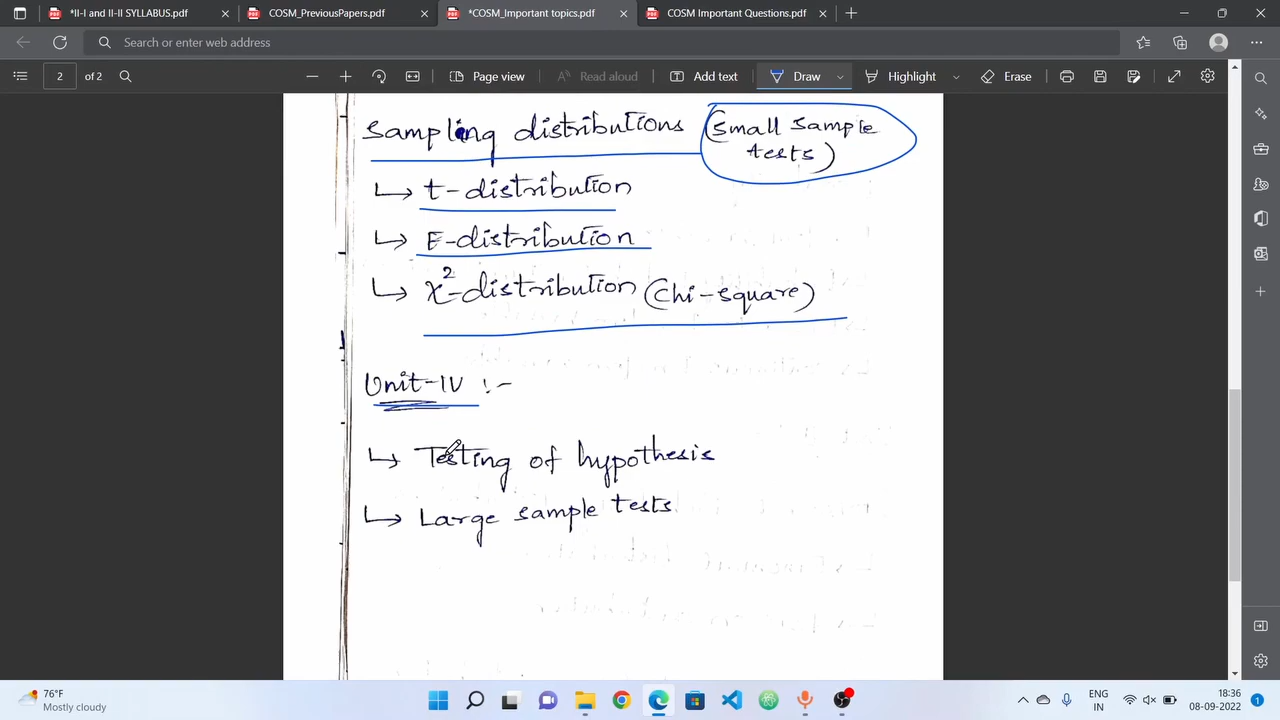 *II-I and II-II SYLLABUS.pdf
COSM_PreviousPapers.pdf
*COSM_Important topics.pdf
COSM Important Questions.pdf
Search or enter web address
2
of 2
Page view
Read aloud
Add text
Draw
Highlight
Erase
Sampling distributions (Small Sample
tests)
t-distribution
F-distribution
χ²-distribution (Chi-square)
Unit-IV :-
Testing of hypothesis
Large sample tests
76°F
Mostly cloudy
ENG
IN
18:36
08-09-2022
1